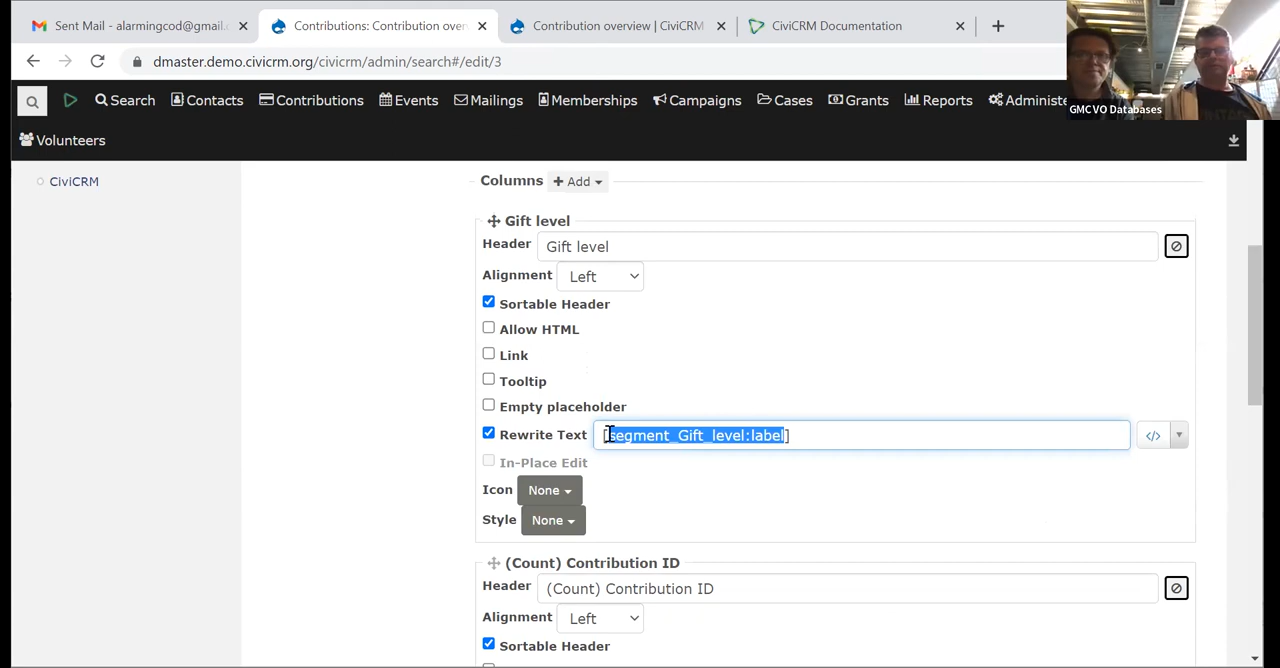 Sent Mail - alarmingcod@gmail.
Contributions: Contribution over
Contribution overview | CiviCRM
CiviCRM Documentation
dmaster.demo.civicrm.org/civicrm/admin/search#/edit/3
Search Contacts Contributions Events Mailings Memberships Campaigns Cases Grants Reports Administe
GMCVO Databases
Volunteers
CiviCRM
Columns + Add
Gift level
Header Gift level
Alignment Left
Sortable Header
Allow HTML
Link
Tooltip
Empty placeholder
Rewrite Text [segment_Gift_level:label] </>
In-Place Edit
Icon None
Style None
(Count) Contribution ID
Header (Count) Contribution ID
Alignment Left
Sortable Header